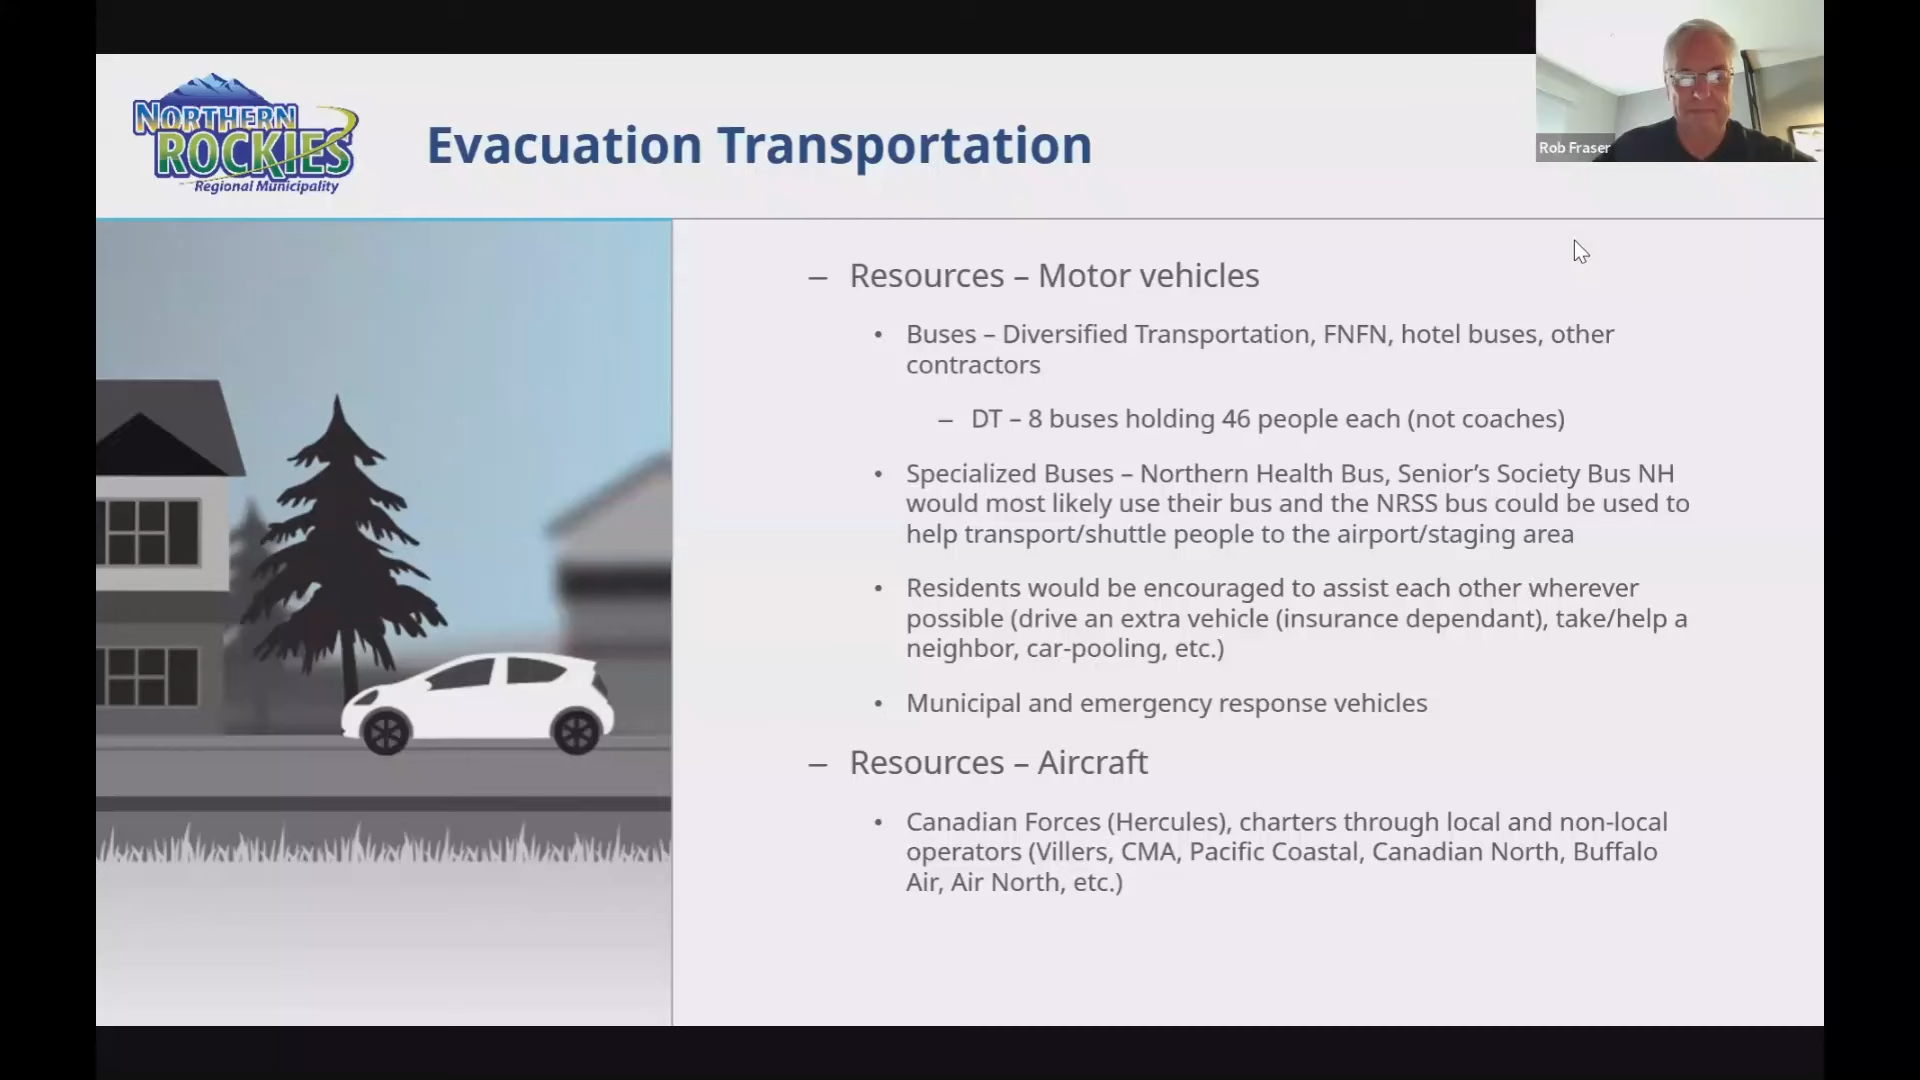 NORTHERN
ROCKIES
Regional Municipality
Evacuation Transportation
Rob Fraser
– Resources – Motor vehicles
• Buses – Diversified Transportation, FNFN, hotel buses, other
contractors
– DT – 8 buses holding 46 people each (not coaches)
• Specialized Buses – Northern Health Bus, Senior’s Society Bus NH
would most likely use their bus and the NRSS bus could be used to
help transport/shuttle people to the airport/staging area
• Residents would be encouraged to assist each other wherever
possible (drive an extra vehicle (insurance dependant), take/help a
neighbor, car-pooling, etc.)
• Municipal and emergency response vehicles
– Resources – Aircraft
• Canadian Forces (Hercules), charters through local and non-local
operators (Villers, CMA, Pacific Coastal, Canadian North, Buffalo
Air, Air North, etc.)